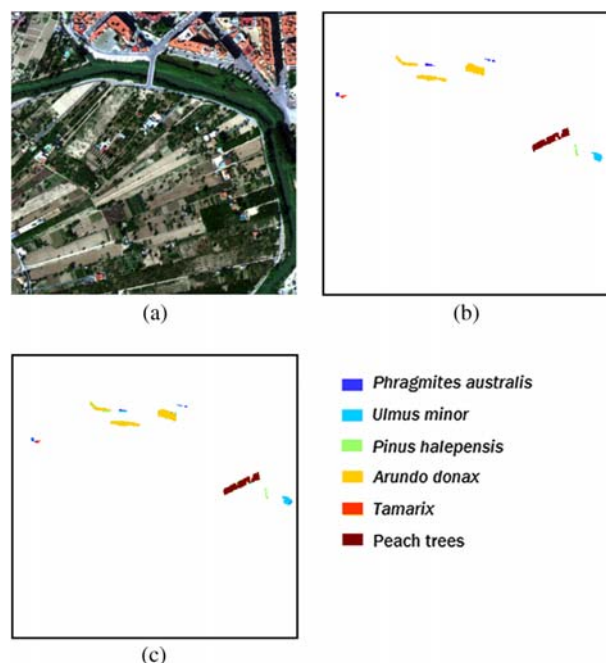 (a)
(b)
Phragmites australis
Ulmus minor
Pinus halepensis
Arundo donax
Tamarix
Peach trees
(c)